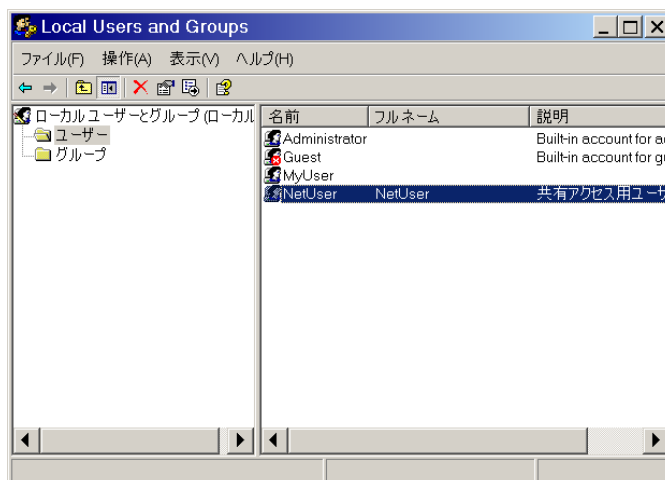 Local Users and Groups
ファイル(F) 操作(A) 表示(V) ヘルプ(H)
ローカル ユーザーとグループ (ローカル
ユーザー
グループ
名前 フル ネーム 説明
Administrator Built-in account for
Guest Built-in account for
MyUser
NetUser NetUser 共有アクセス用ユー